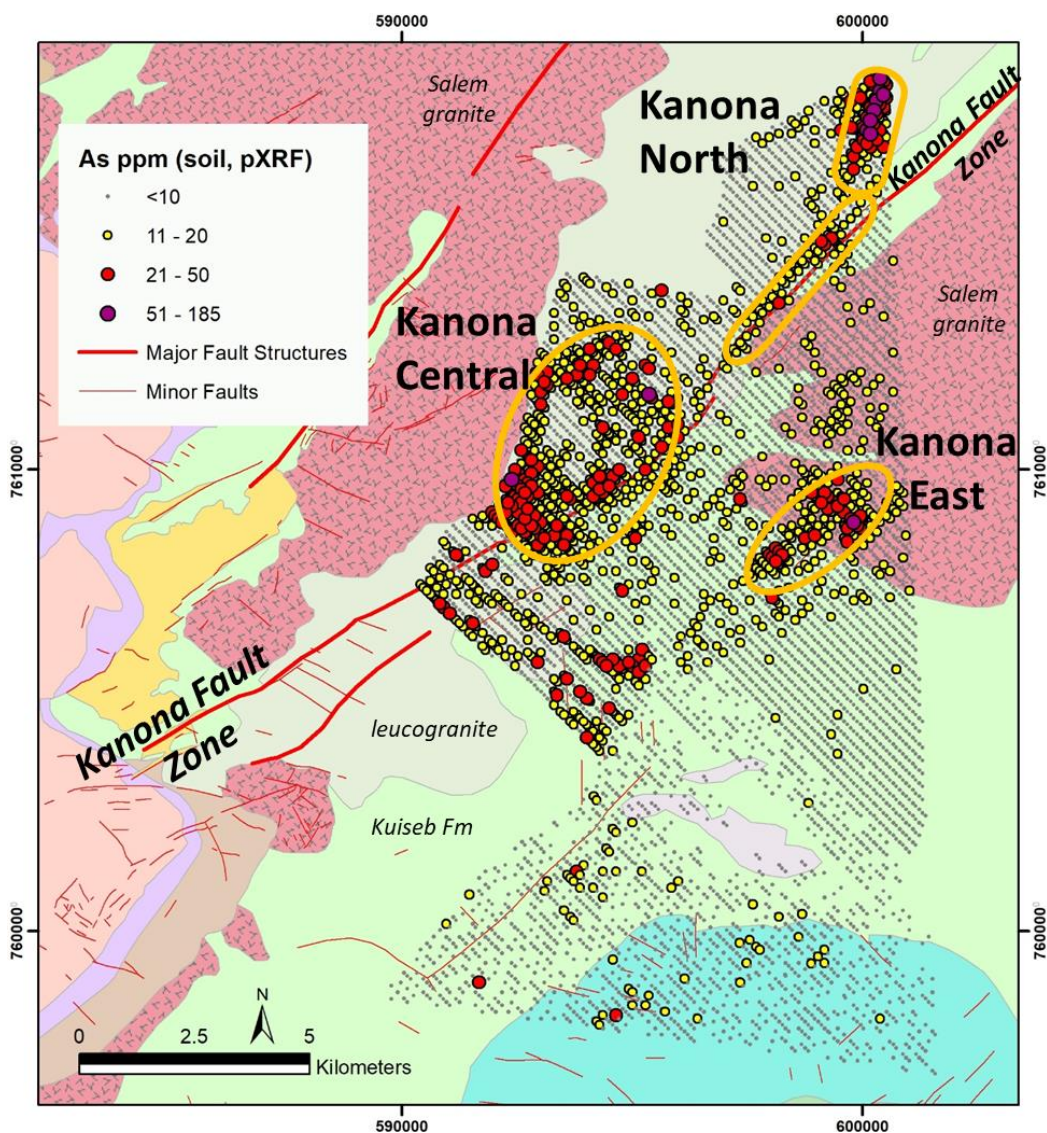 590000
600000
Salem
granite
Kanona
North
Kanona Fault
Zone
As ppm (soil, pXRF)
<10
11 - 20
21 - 50
51 - 185
Major Fault Structures
Minor Faults
Salem
granite
Kanona
Central
Kanona
East
761000
761000
Kanona Fault
Zone
leucogranite
Kuiseb Fm
760000
760000
N
0 2.5 5
Kilometers
590000
600000